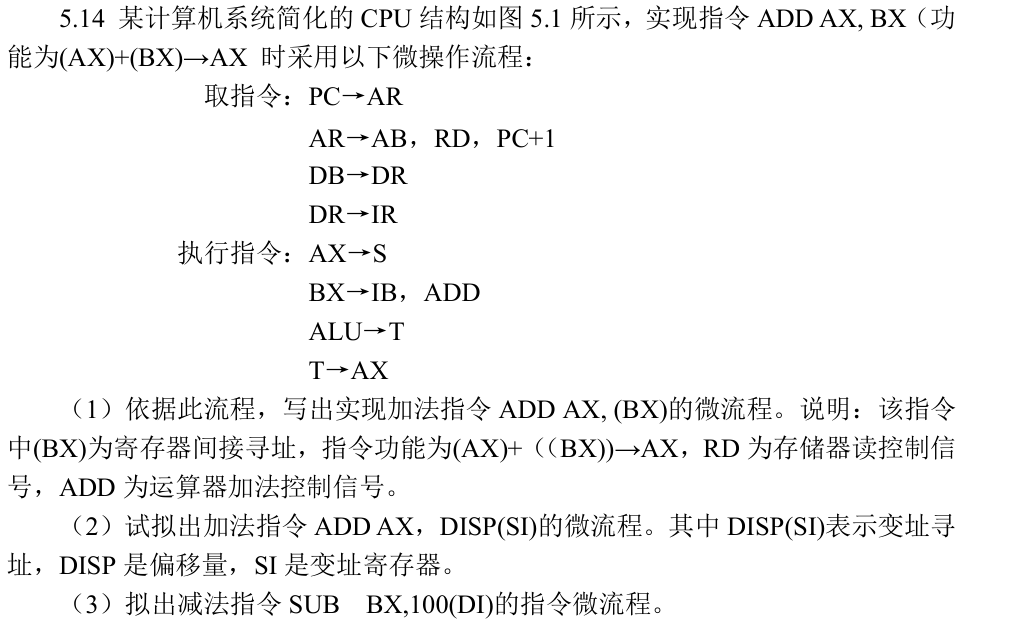 5.14 某计算机系统简化的 CPU 结构如图 5.1 所示，实现指令 ADD AX, BX（功
能为(AX)+(BX)→AX 时采用以下微操作流程：
取指令：PC→AR
AR→AB，RD，PC+1
DB→DR
DR→IR
执行指令：AX→S
BX→IB，ADD
ALU→T
T→AX
（1）依据此流程，写出实现加法指令 ADD AX, (BX)的微流程。说明：该指令
中(BX)为寄存器间接寻址，指令功能为(AX)+（（BX))→AX，RD 为存储器读控制信
号，ADD 为运算器加法控制信号。
（2）试拟出加法指令 ADD AX，DISP(SI)的微流程。其中 DISP(SI)表示变址寻
址，DISP 是偏移量，SI 是变址寄存器。
（3）拟出减法指令 SUB BX,100(DI)的指令微流程。